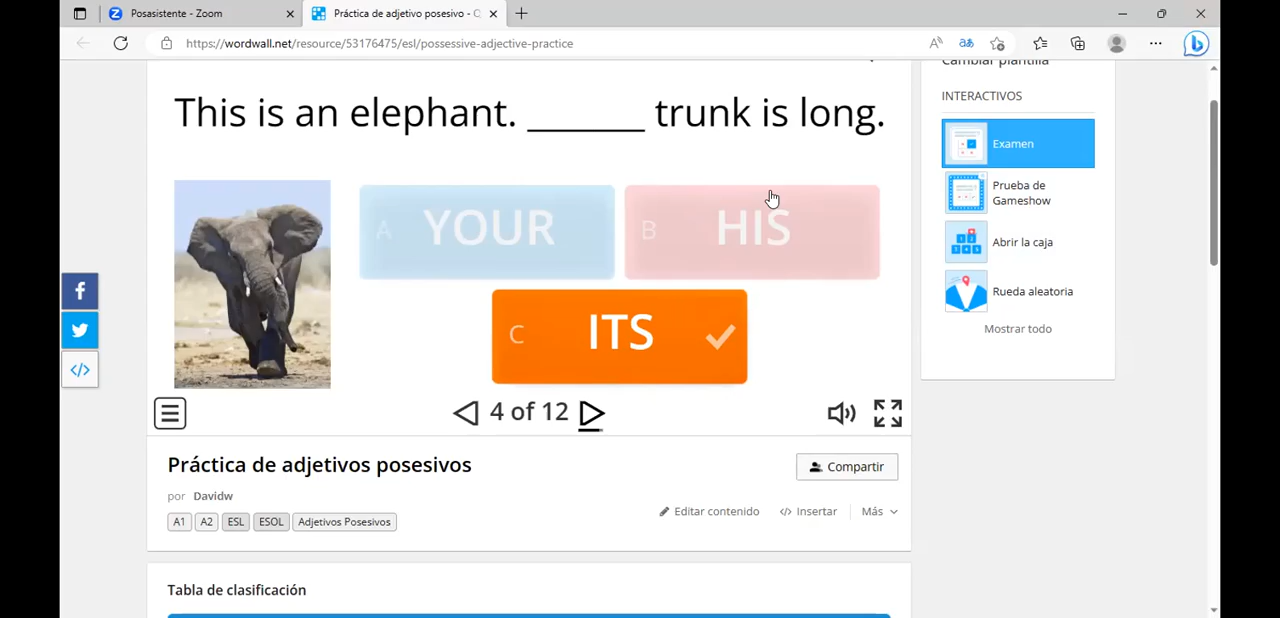 Posasistente - Zoom
Práctica de adjetivo posesivo - C
https://wordwall.net/resource/53176475/esl/possessive-adjective-practice
Cambiar plantilla
This is an elephant. ______ trunk is long.
INTERACTIVOS
Examen
Prueba de
Gameshow
Abrir la caja
Rueda aleatoria
Mostrar todo
A YOUR
B HIS
C ITS
4 of 12
Práctica de adjetivos posesivos
Compartir
por Davidw
A1 A2 ESL ESOL Adjetivos Posesivos
Editar contenido
Insertar
Más
Tabla de clasificación